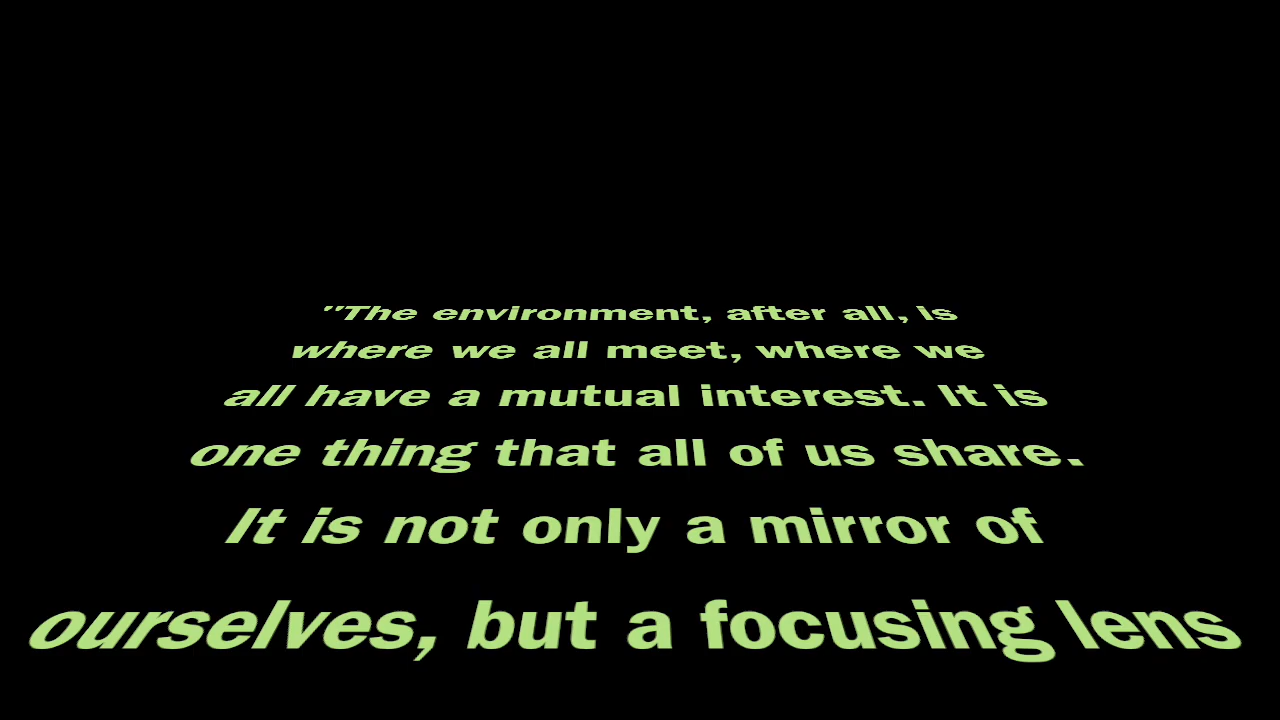 "The environment, after all, is
where we all meet, where we
all have a mutual interest. It is
one thing that all of us share.
It is not only a mirror of
ourselves, but a focusing lens